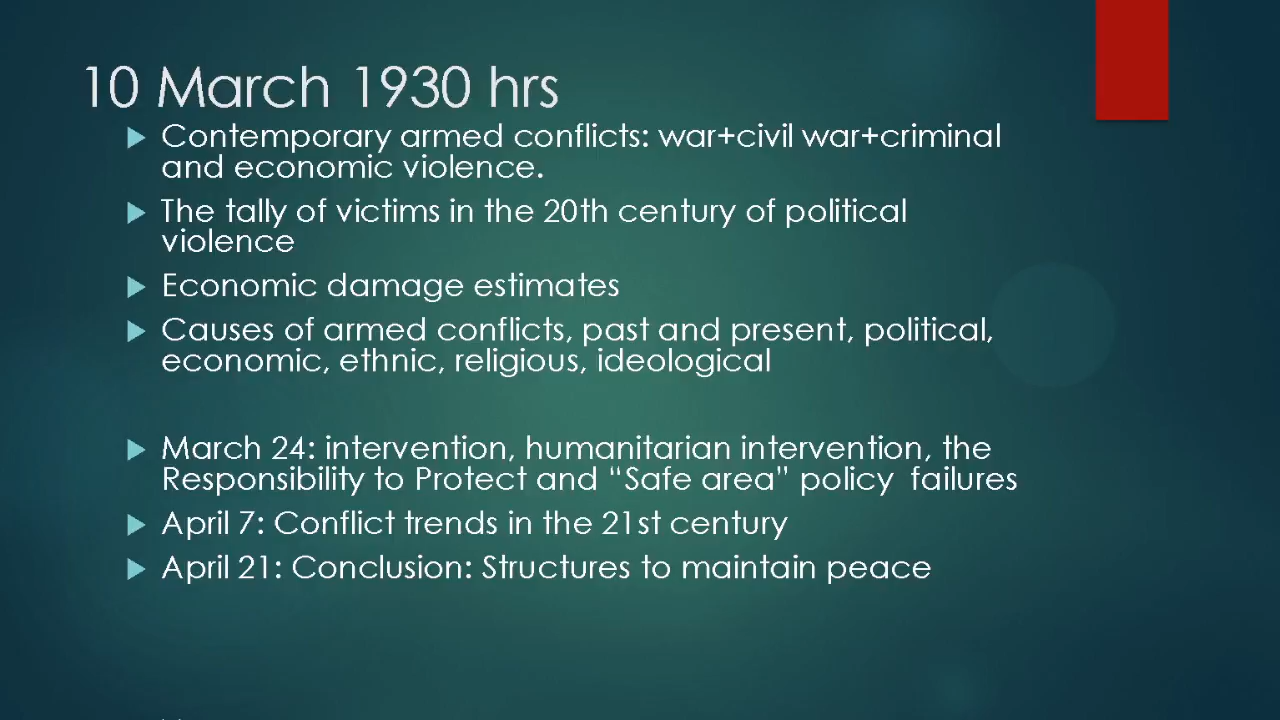 10 March 1930 hrs
Contemporary armed conflicts: war+civil war+criminal
and economic violence.
The tally of victims in the 20th century of political
violence
Economic damage estimates
Causes of armed conflicts, past and present, political,
economic, ethnic, religious, ideological
March 24: intervention, humanitarian intervention, the
Responsibility to Protect and “Safe area” policy  failures
April 7: Conflict trends in the 21st century
April 21: Conclusion: Structures to maintain peace